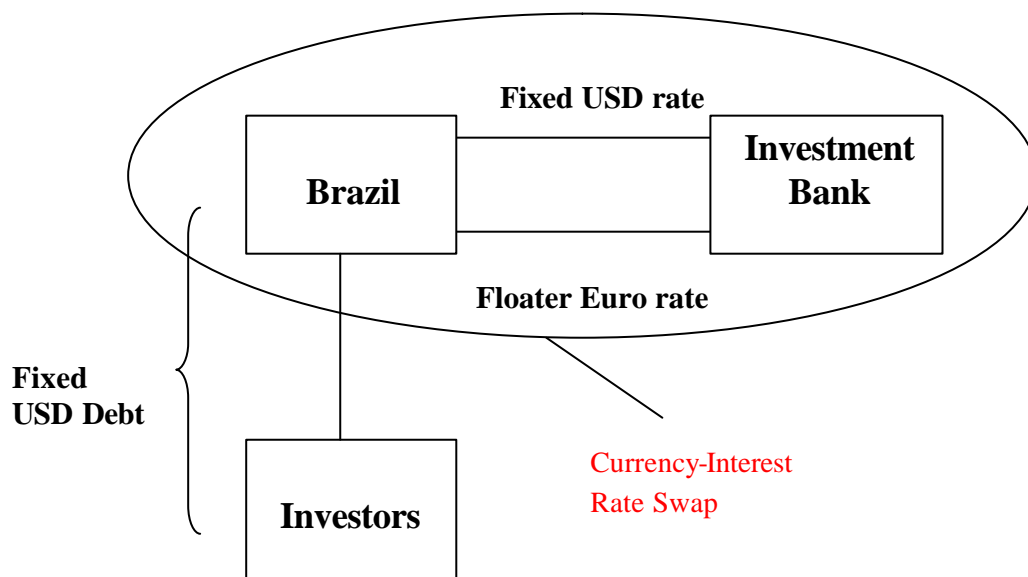 Fixed USD rate
Investment
Bank
Brazil
Floater Euro rate
Fixed
USD Debt
Currency-Interest
Rate Swap
Investors